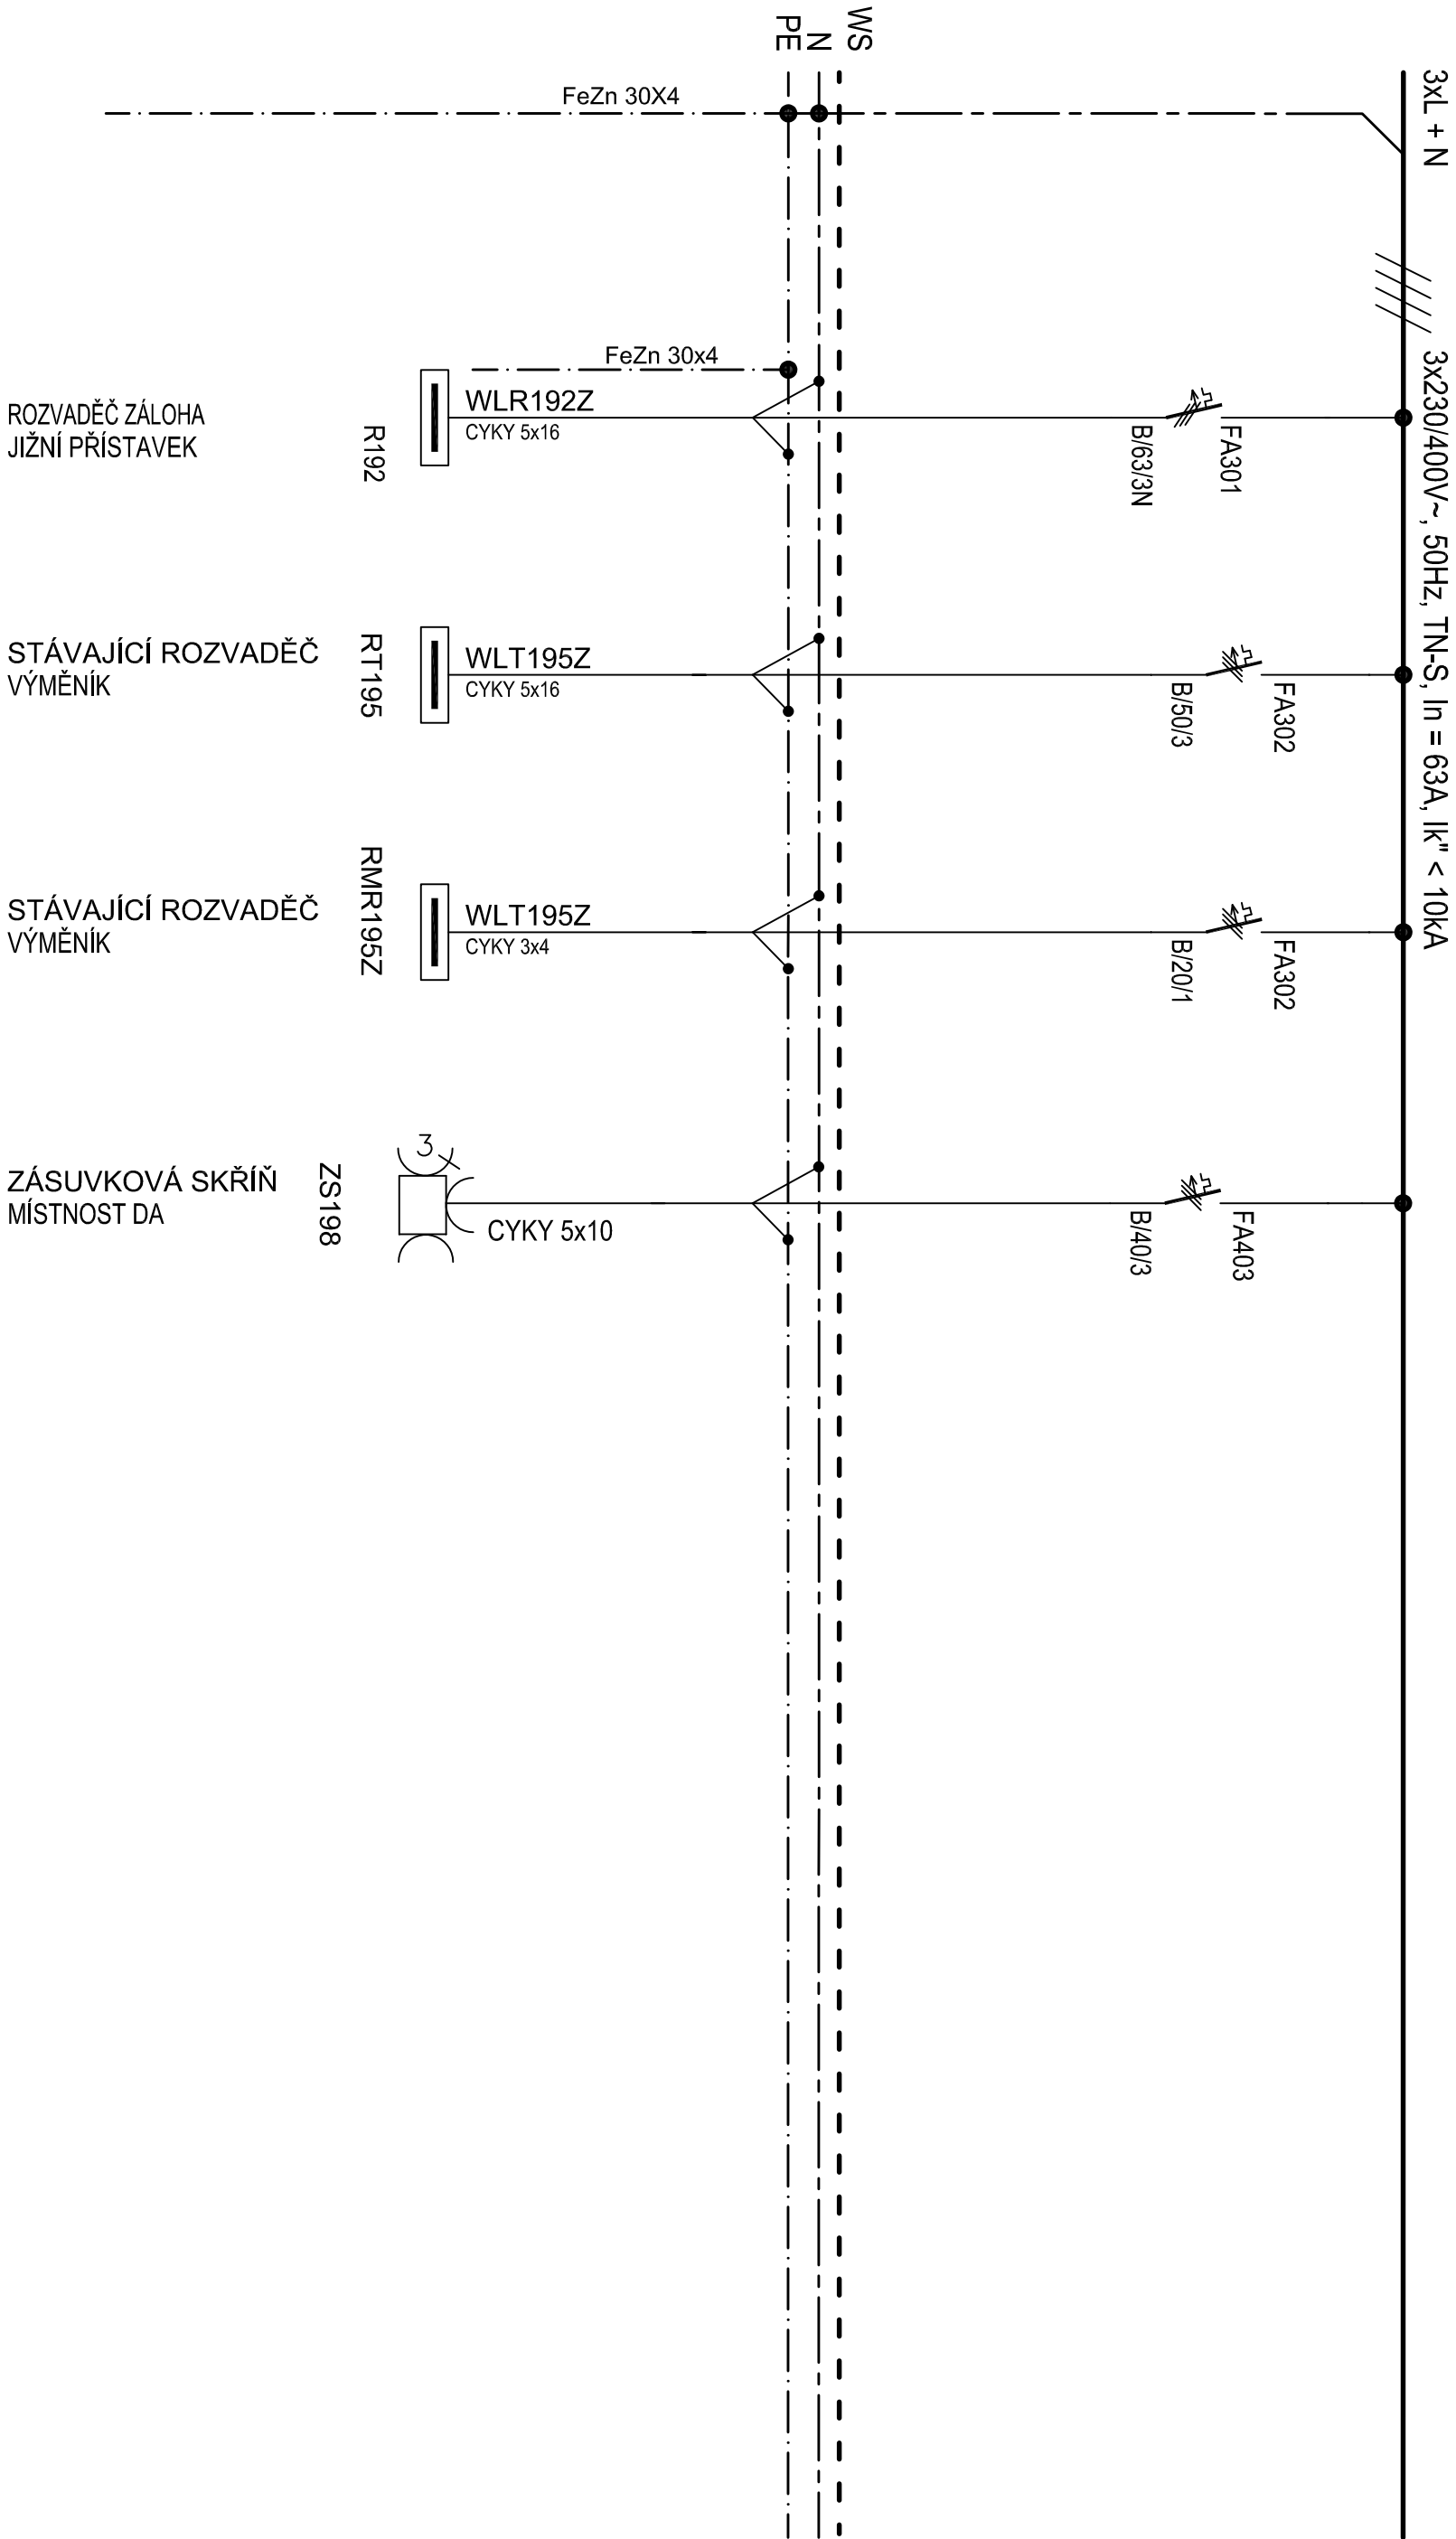 3xL + N
3x230/400V~, 50Hz, TN-S, In = 63A, Ik" < 10kA
WS
N
PE
FeZn 30X4
FeZn 30x4
ROZVADĚČ ZÁLOHA
JIŽNÍ PŘÍSTAVEK
R192
WLR192Z
CYKY 5x16
B/63/3N
FA301
STÁVAJÍCÍ ROZVADĚČ
VÝMĚNÍK
RT195
WLT195Z
CYKY 5x16
B/50/3
FA302
STÁVAJÍCÍ ROZVADĚČ
VÝMĚNÍK
RMR195Z
WLT195Z
CYKY 3x4
B/20/1
FA302
ZÁSUVKOVÁ SKŘÍŇ
MÍSTNOST DA
ZS198
3
CYKY 5x10
B/40/3
FA403